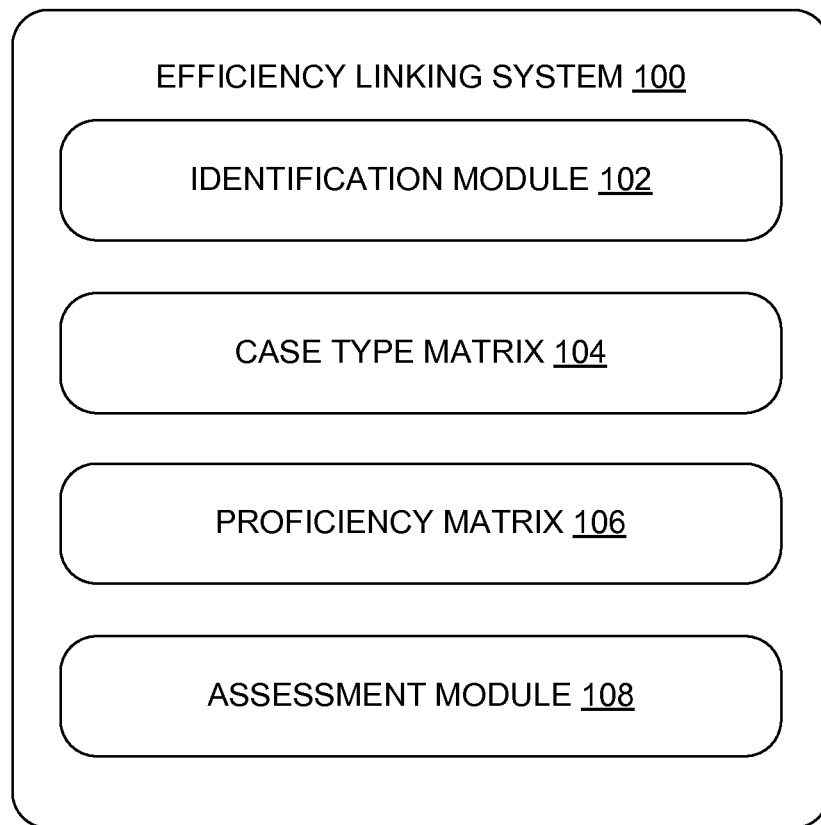 EFFICIENCY LINKING SYSTEM 100
IDENTIFICATION MODULE 102
CASE TYPE MATRIX 104
PROFICIENCY MATRIX 106
ASSESSMENT MODULE 108